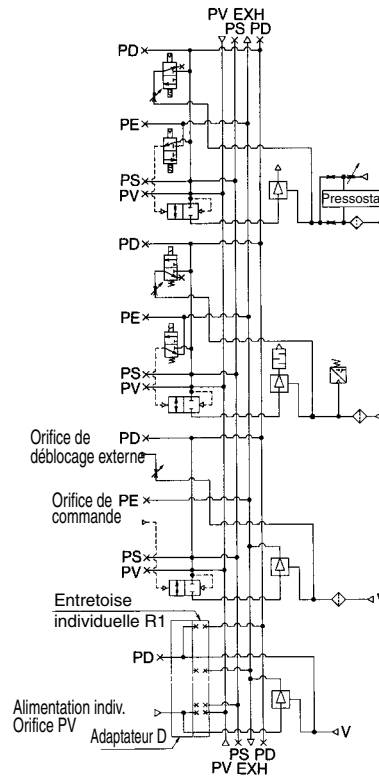 PV EXH
PS PD
PD
PE
PS
PV
Pressosta
PD
PE
PS
PV
Orifice de
déblocage externe
PD
Orifice de
commande
PE
PS
PV
V
Entretoise
individuelle R1
PD
Alimentation indiv.
Orifice PV
Adaptateur D
V
PS PD
PV EXH